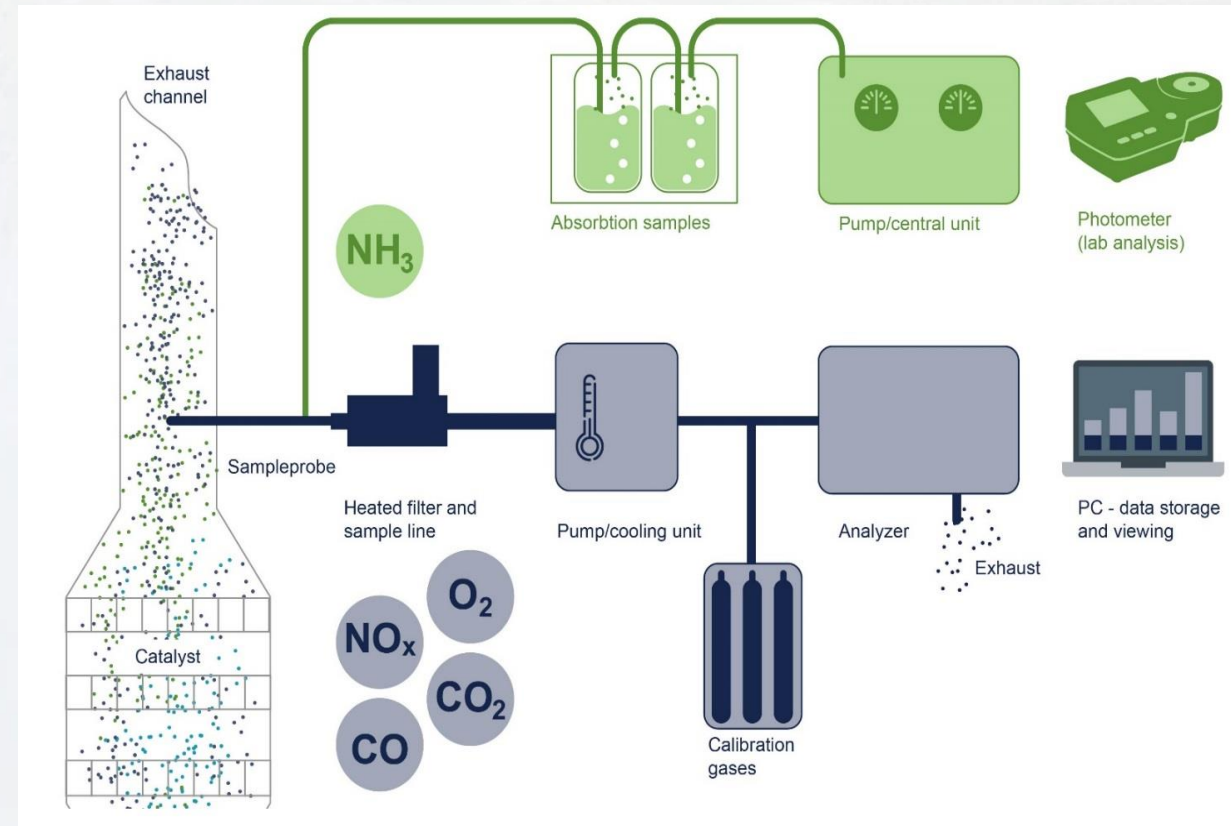 Exhaust
channel
NH₃
Absorbtion samples
Pump/central unit
Photometer
(lab analysis)
Sampleprobe
Heated filter and
sample line
Pump/cooling unit
Analyzer
Exhaust
PC - data storage
and viewing
Catalyst
O₂
NOₓ
CO₂
CO
Calibration
gases